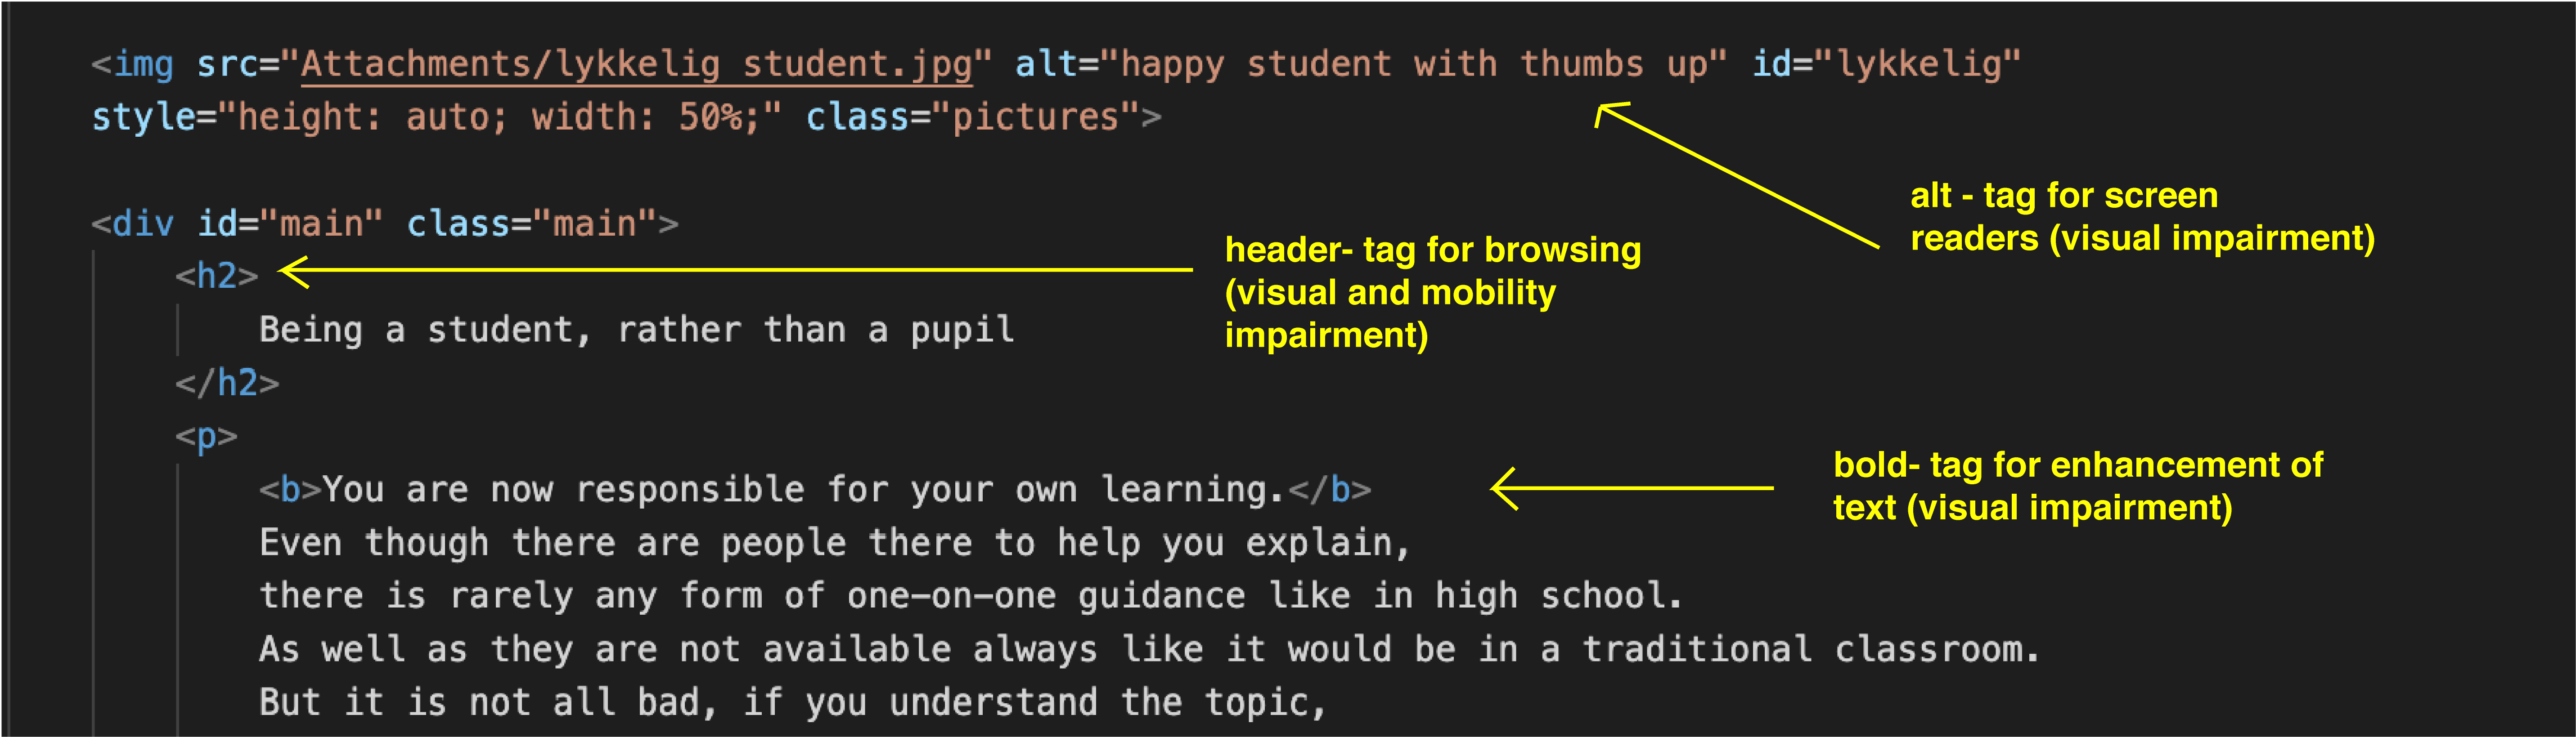 <img src="Attachments/lykkelig student.jpg" alt="happy student with thumbs up" id="lykkelig"
style="height: auto; width: 50%;" class="pictures">
alt - tag for screen
readers (visual impairment)
<div id="main" class="main">
<h2>
header- tag for browsing
(visual and mobility
impairment)
Being a student, rather than a pupil
</h2>
<p>
<b>You are now responsible for your own learning.</b>
bold- tag for enhancement of
text (visual impairment)
Even though there are people there to help you explain,
there is rarely any form of one-on-one guidance like in high school.
As well as they are not available always like it would be in a traditional classroom.
But it is not all bad, if you understand the topic,